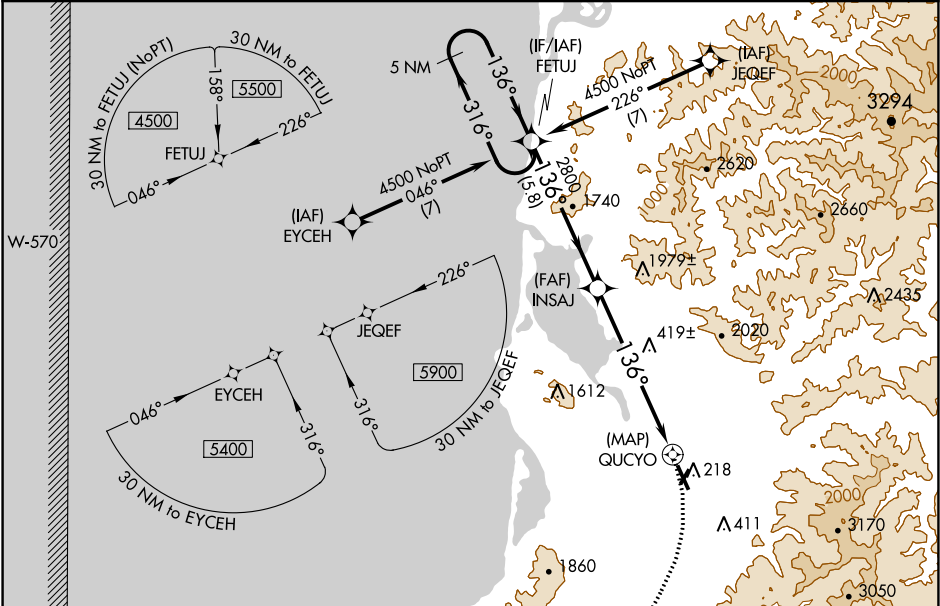 30 NM to FETUJ (NoPT)
30 NM to FETUJ
158°
4500
5500
226°
FETUJ
046°
5 NM
136°
316°
(IF/IAF)
FETUJ
4500 NoPT
226°
(7)
(IAF)
JEQEF
2000
3294
4500 NoPT
046°
(7)
(IAF)
EYCEH
2800
136°
(5.8)
1740
1000
2620
2660
W-570
1979±
(FAF)
INSAJ
2435
226°
JEQEF
5900
316°
30 NM to JEQEF
EYCEH
046°
316°
5400
30 NM to EYCEH
419±
2020
136°
1612
(MAP)
QUCYO
218
2000
411
3170
1860
3050